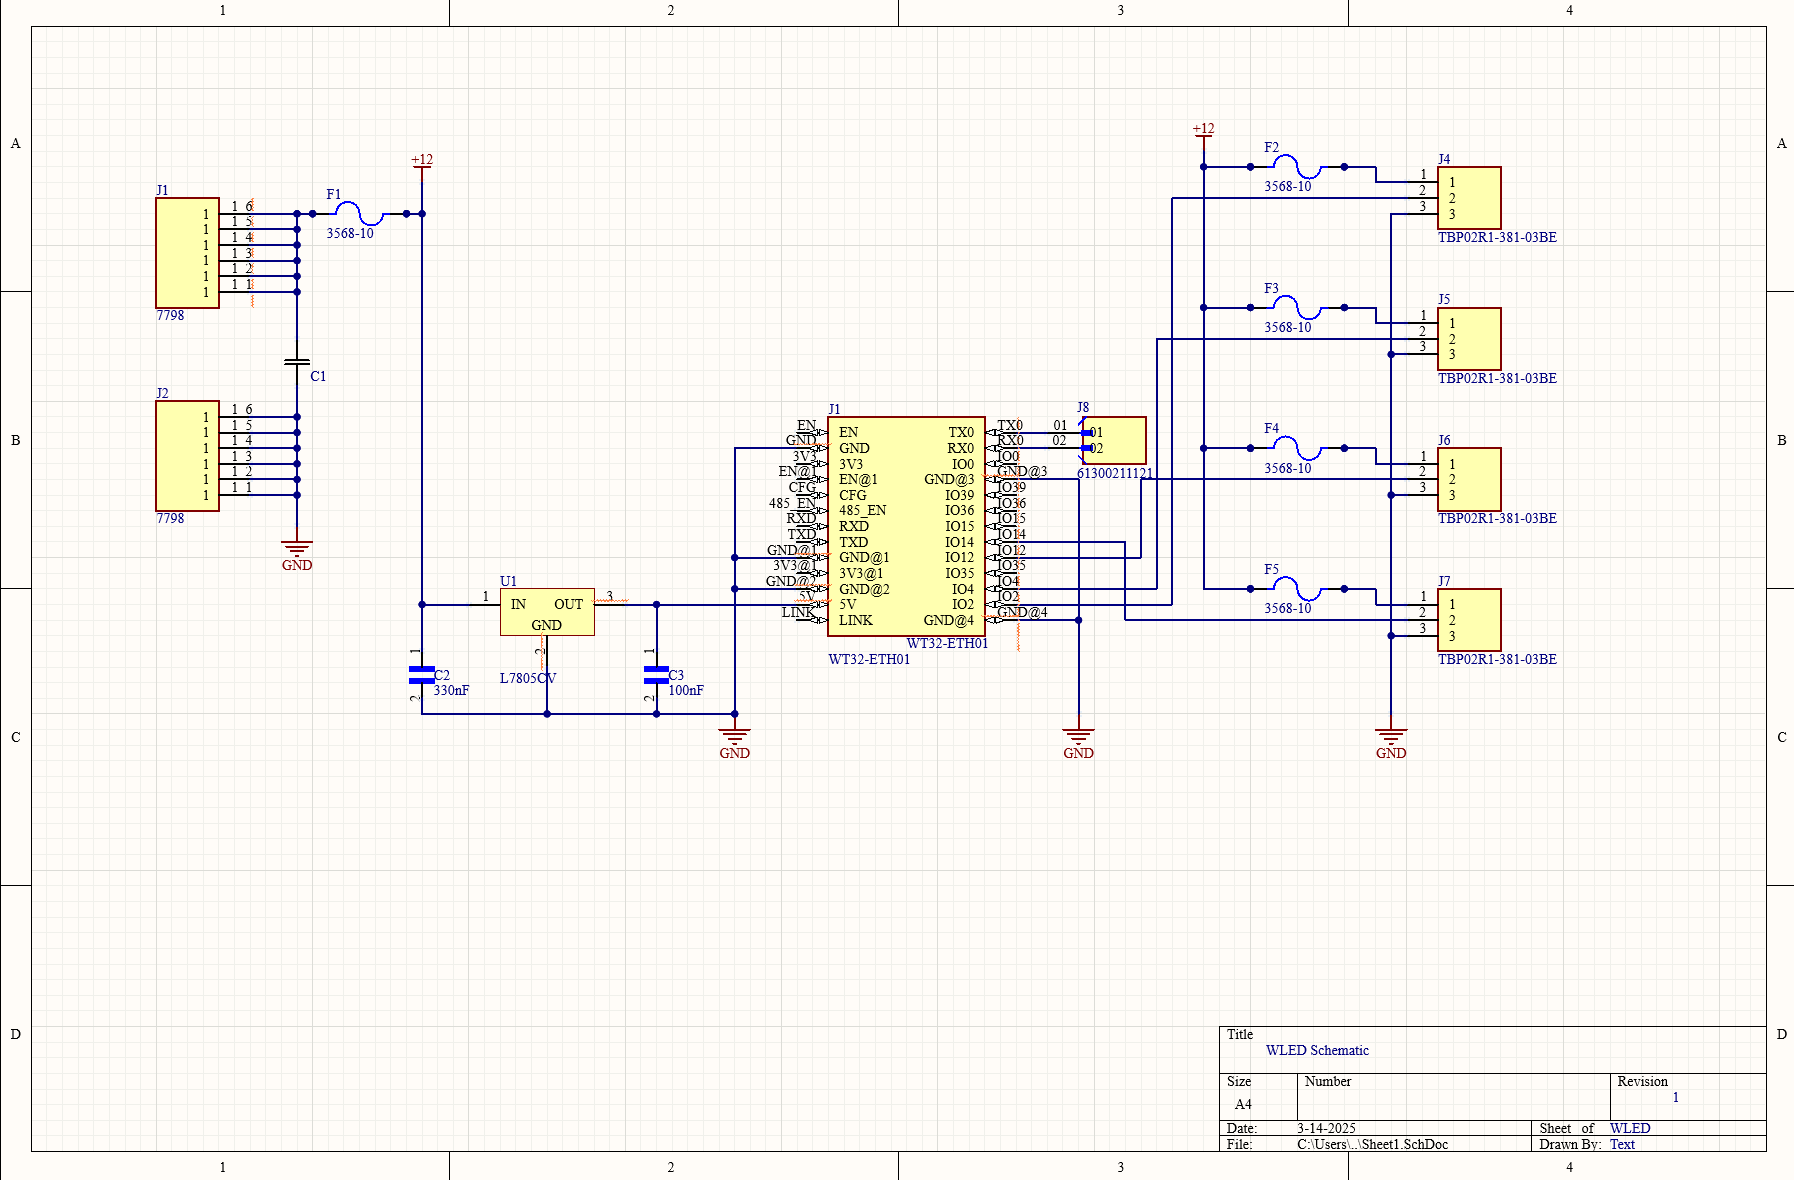 1 2 3 4
A A
B B
C C
D D
J1
1 1 6
1 1 5
1 1 4
1 1 3
1 1 2
1 1 1
7798
F1
3568-10
+12
C1
J2
1 1 6
1 1 5
1 1 4
1 1 3
1 1 2
1 1 1
7798
GND
U1
1 IN OUT 3
GND
2
L7805CV
1
C2
330nF
2
1
C3
100nF
2
GND
J1
EN EN
GND GND
3V3 3V3
EN@1 EN@1
CFG CFG
485_EN 485_EN
RXD RXD
TXD TXD
GND@1 GND@1
3V3@1 3V3@1
GND@2 GND@2
5V 5V
LINK LINK
TX0 TX0
RX0 RX0
IO0 IO0
GND@3 GND@3
IO39 IO39
IO36 IO36
IO15 IO15
IO14 IO14
IO12 IO12
IO35 IO35
IO4 IO4
IO2 IO2
GND@4 GND@4
WT32-ETH01
WT32-ETH01
J8
01 01
02 02
61300211121
GND
+12
F2
3568-10
J4
1 1
2 2
3 3
TBP02R1-381-03BE
F3
3568-10
J5
1 1
2 2
3 3
TBP02R1-381-03BE
F4
3568-10
J6
1 1
2 2
3 3
TBP02R1-381-03BE
F5
3568-10
J7
1 1
2 2
3 3
TBP02R1-381-03BE
GND
Title
WLED Schematic
Size Number Revision
A4 1
Date: 3-14-2025 Sheet of WLED
File: C:\Users\..\Sheet1.SchDoc Drawn By: Text
1 2 3 4